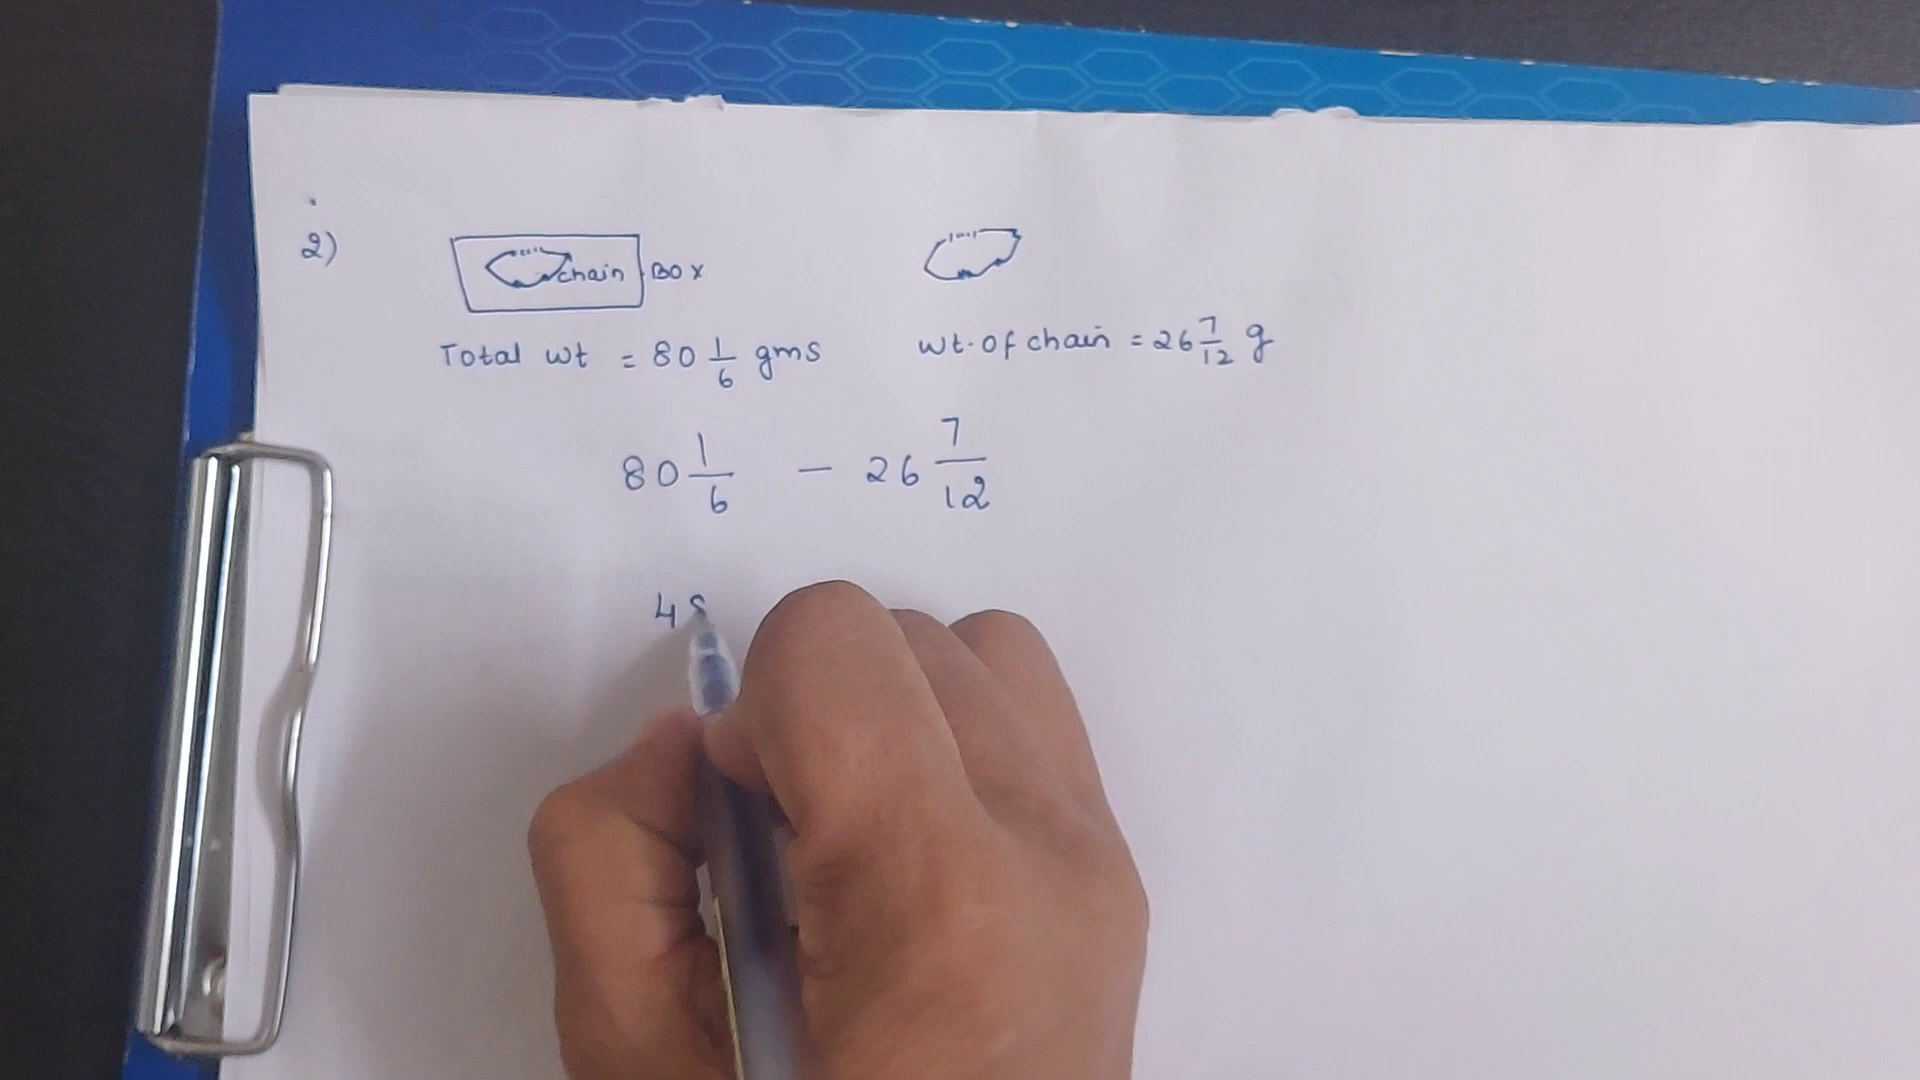 2)
chain BOX
Total wt = 80 1/6 gms
wt. of chain = 26 7/12 g
80 1/6 - 26 7/12
4